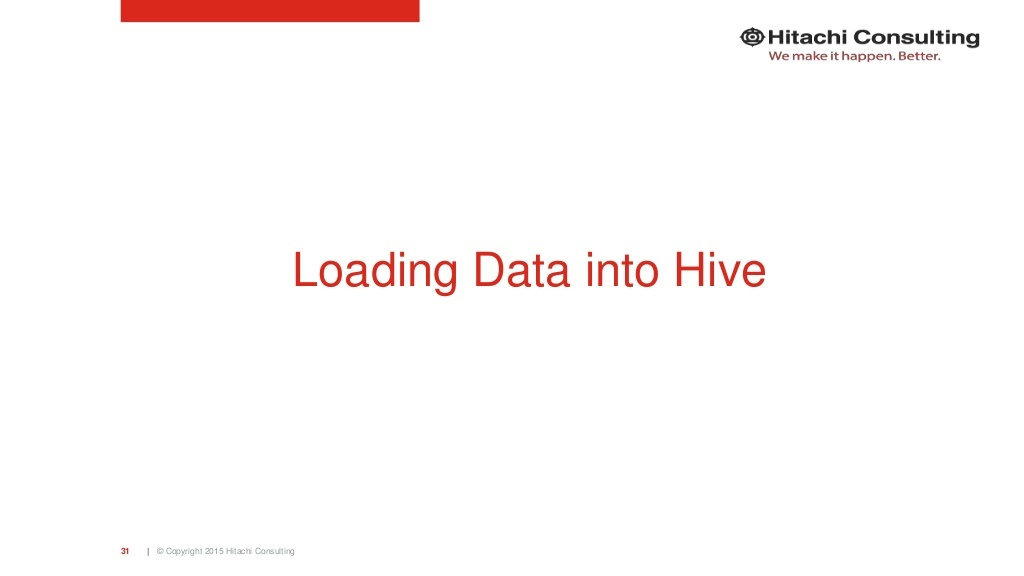 Hitachi Consulting
We make it happen. Better.
Loading Data into Hive
31 | © Copyright 2015 Hitachi Consulting